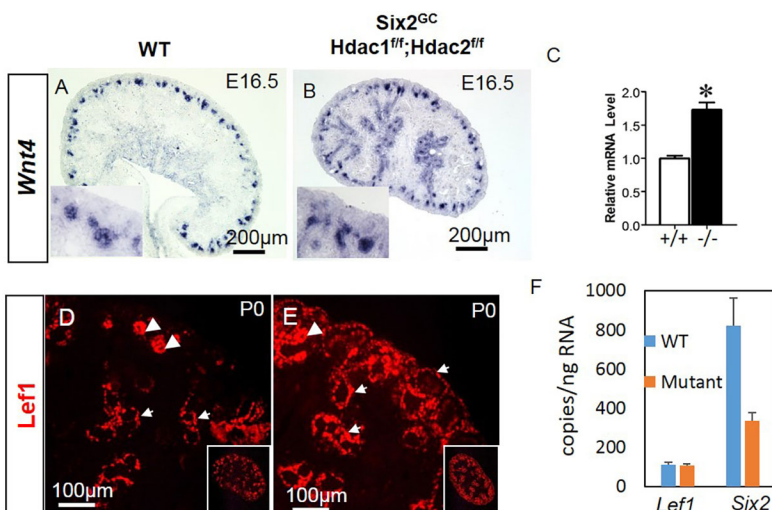 WT
Six2GC
Hdac1f/f;Hdac2f/f
Wnt4
A
E16.5
200μm
B
E16.5
200μm
C
Relative mRNA Level
2.0
1.5
1.0
0.5
0.0
*
+/+ -/-
Lef1
D
P0
100μm
E
P0
100μm
F
copies/ng RNA
1000
800
600
400
200
0
WT
Mutant
Lef1 Six2